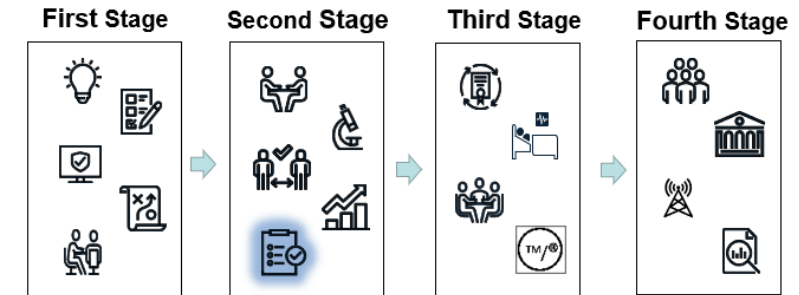 First Stage
Second Stage
Third Stage
Fourth Stage
TM/®